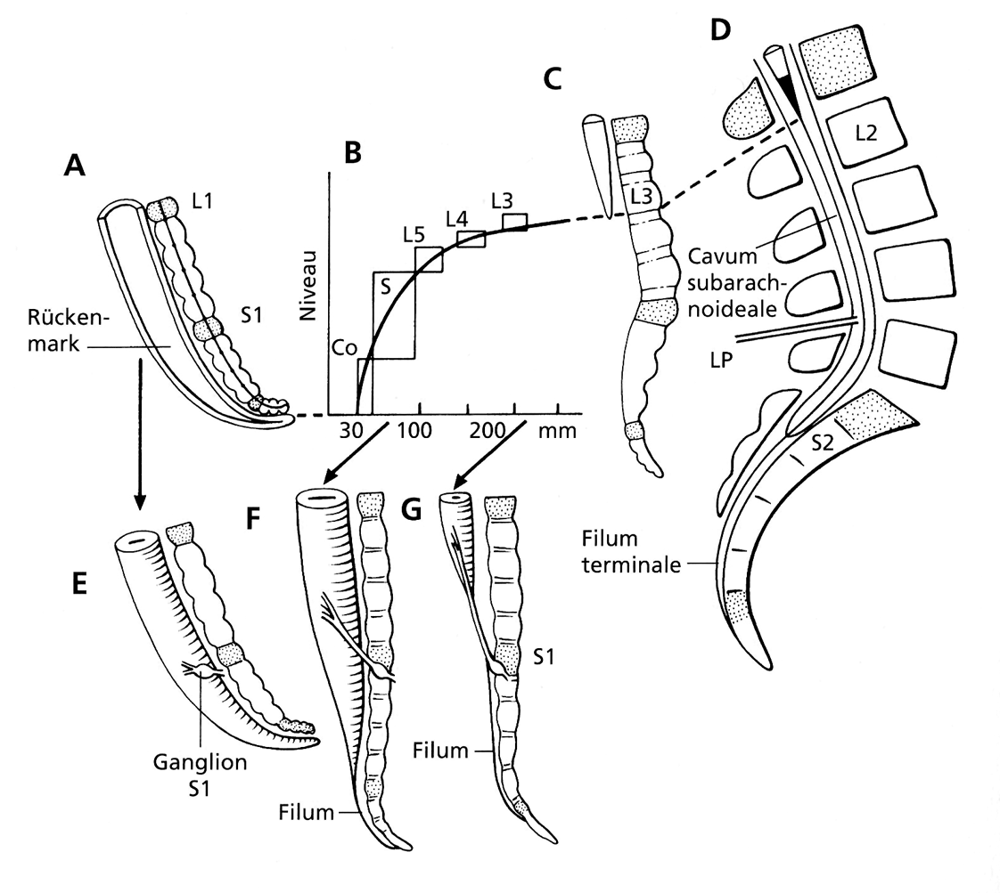 A
L1
S1
Rücken-
mark
B
Niveau
Co
S
L5
L4
L3
30
100
200
mm
C
L3
D
L2
Cavum
subarach-
noideale
LP
S2
Filum
terminale
E
Ganglion
S1
F
Filum
G
S1
Filum